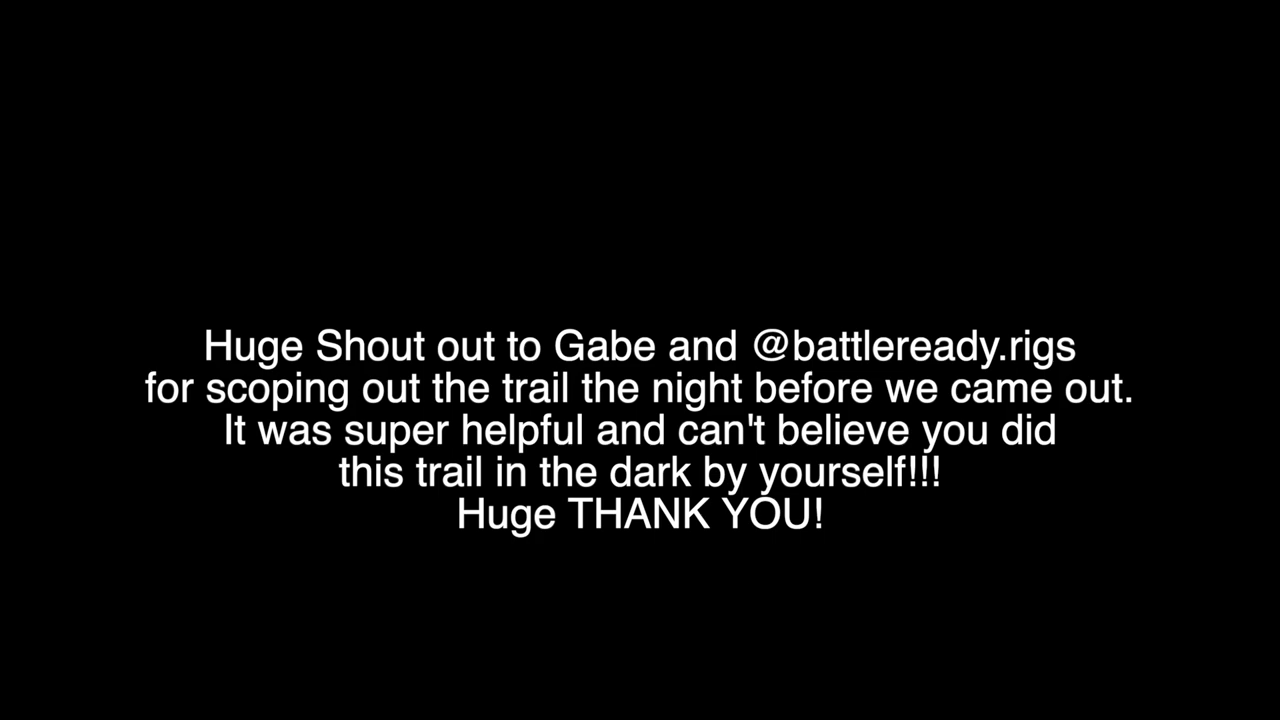 Huge Shout out to Gabe and @battleready.rigs
for scoping out the trail the night before we came out.
It was super helpful and can't believe you did
this trail in the dark by yourself!!!
Huge THANK YOU!